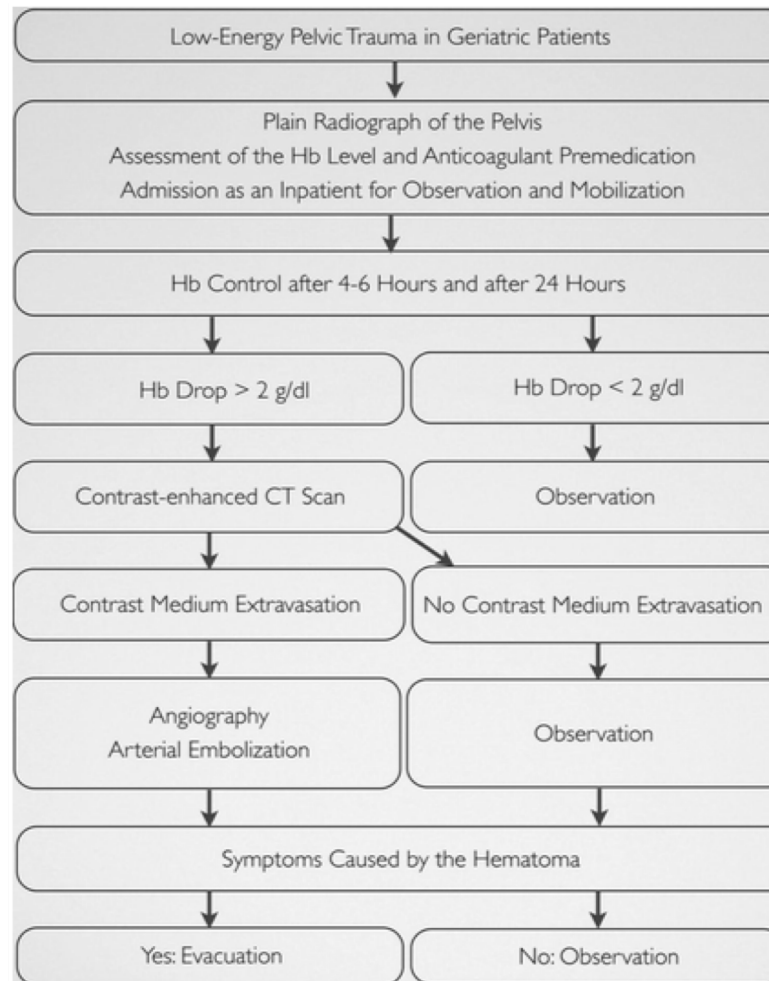 Low-Energy Pelvic Trauma in Geriatric Patients
Plain Radiograph of the Pelvis
Assessment of the Hb Level and Anticoagulant Premedication
Admission as an Inpatient for Observation and Mobilization
Hb Control after 4-6 Hours and after 24 Hours
Hb Drop > 2 g/dl
Hb Drop < 2 g/dl
Contrast-enhanced CT Scan
Observation
Contrast Medium Extravasation
No Contrast Medium Extravasation
Angiography
Arterial Embolization
Observation
Symptoms Caused by the Hematoma
Yes: Evacuation
No: Observation